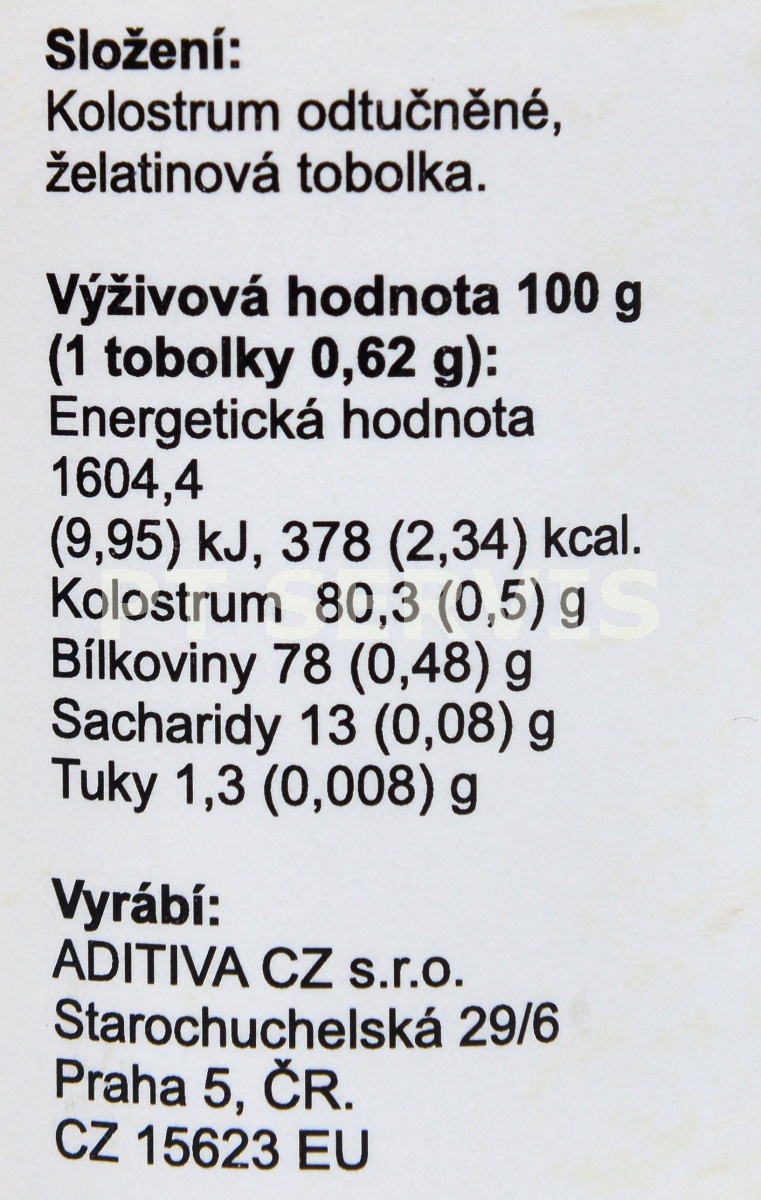 Složení:
Kolostrum odtučněné,
želatinová tobolka.
Výživová hodnota 100 g
(1 tobolky 0,62 g):
Energetická hodnota
1604,4
(9,95) kJ, 378 (2,34) kcal.
PT SERVIS
Kolostrum 80,3 (0,5) g
Bílkoviny 78 (0,48) g
Sacharidy 13 (0,08) g
Tuky 1,3 (0,008) g
Vyrábí:
ADITIVA CZ s.r.o.
Starochuchelská 29/6
Praha 5, ČR.
CZ 15623 EU